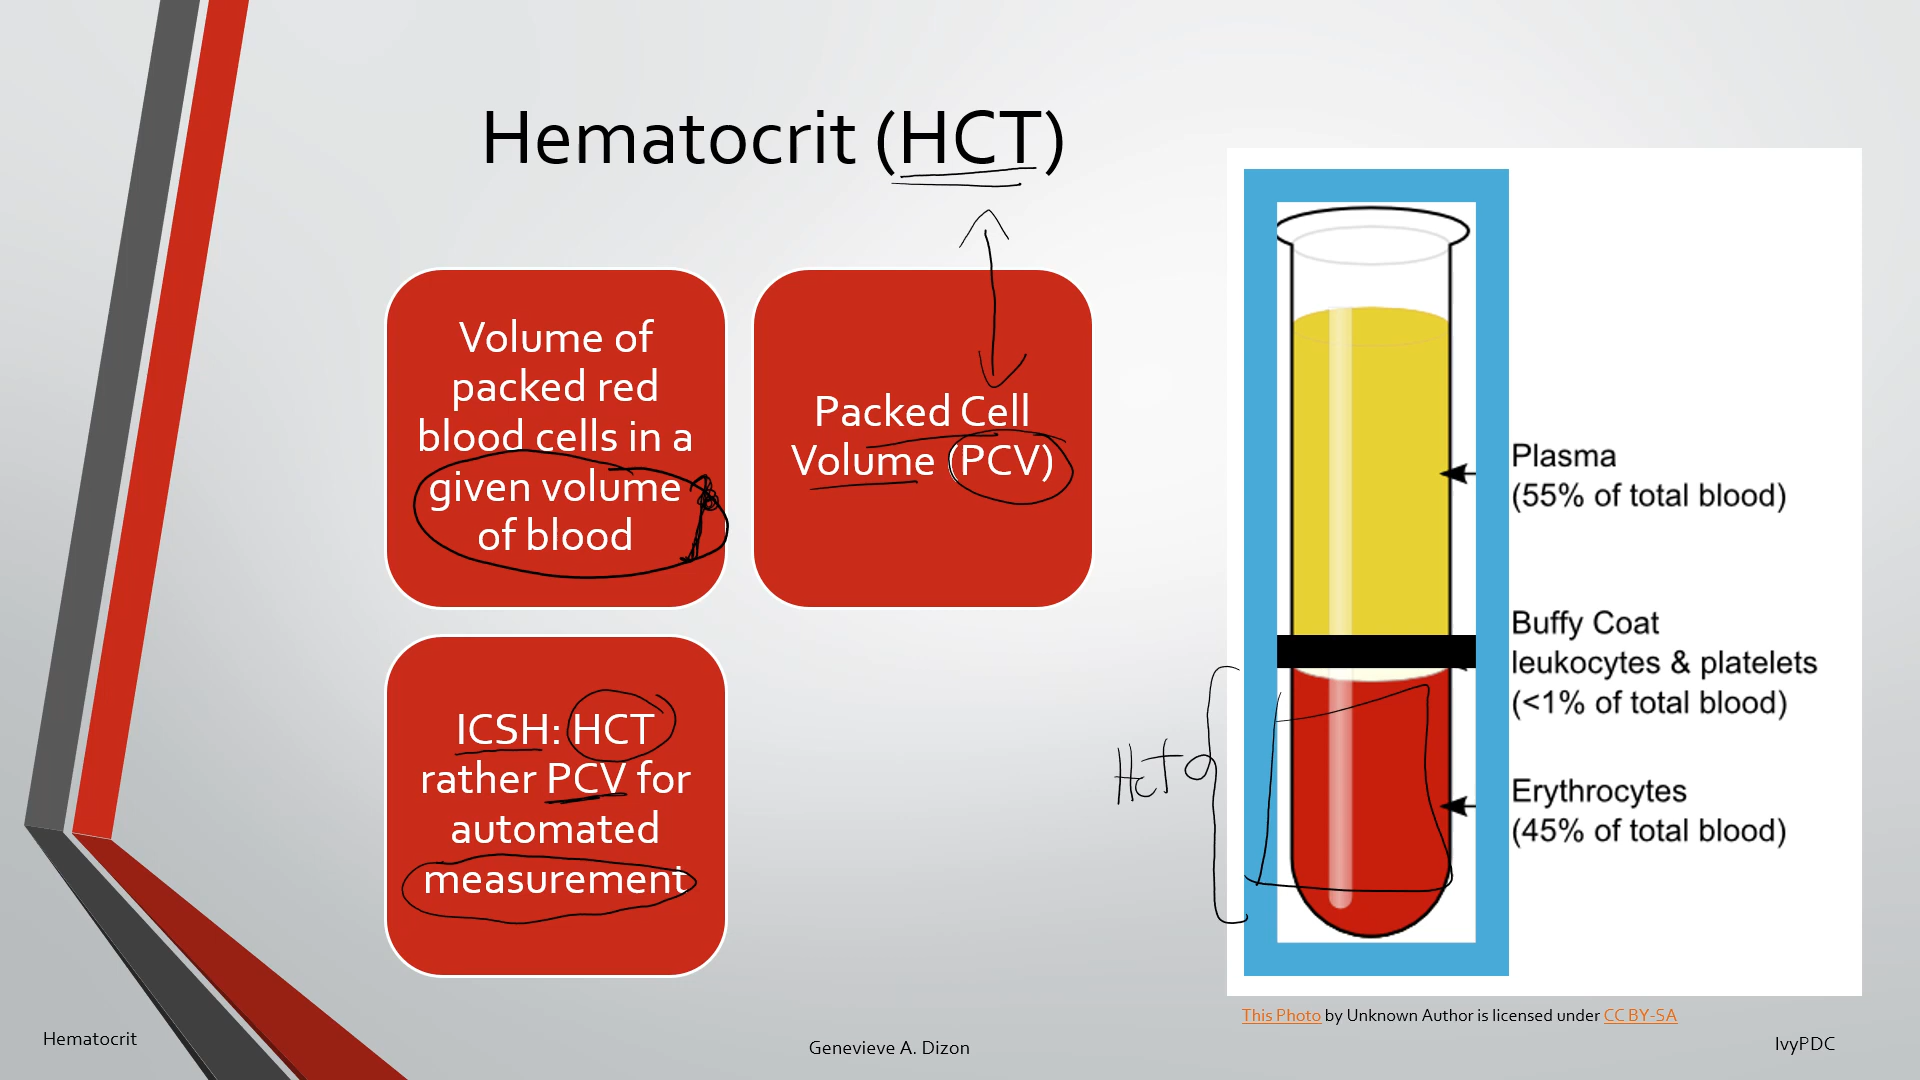 Hematocrit (HCT)
Volume of
packed red
blood cells in a
given volume
of blood
Packed Cell
Volume (PCV)
ICSH: HCT
rather PCV for
automated
measurement
HCT
Plasma
(55% of total blood)
Buffy Coat
leukocytes & platelets
(<1% of total blood)
Erythrocytes
(45% of total blood)
This Photo by Unknown Author is licensed under CC BY-SA
Hematocrit
Genevieve A. Dizon
IvyPDC